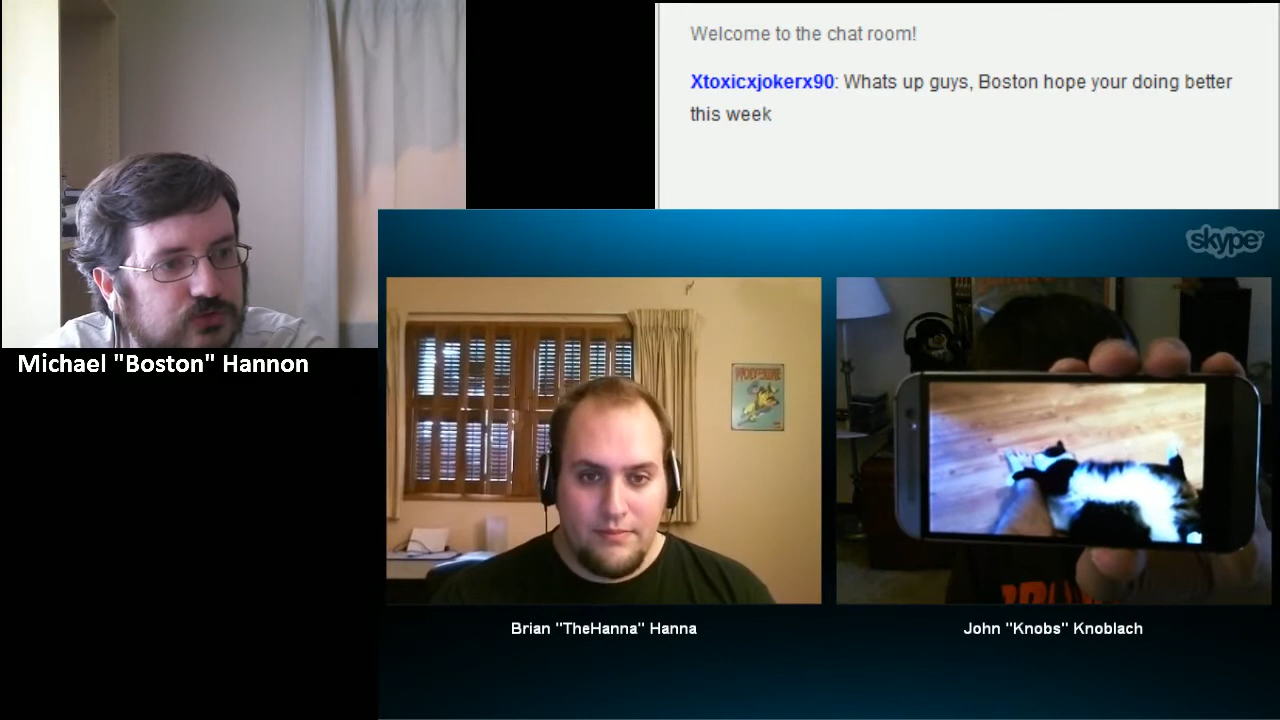 Welcome to the chat room!
Xtoxicxjokerx90: Whats up guys, Boston hope your doing better
this week
skype
Michael "Boston" Hannon
WOLVERINE
Brian "TheHanna" Hanna
John "Knobs" Knoblach